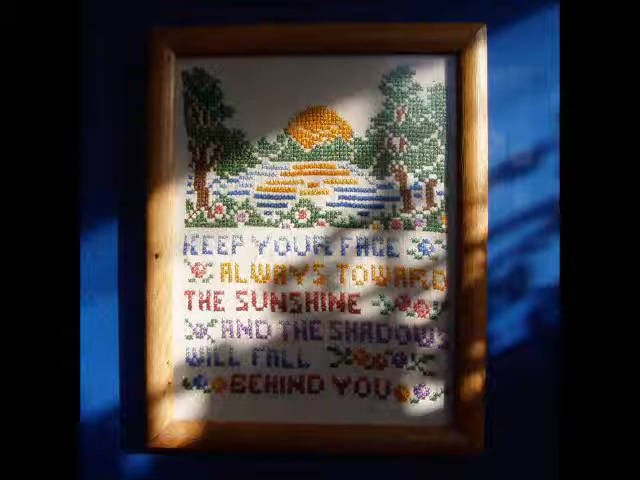 KEEP YOUR FACE
ALWAYS TOWARD
THE SUNSHINE
AND THE SHADOWS
WILL FALL
BEHIND YOU